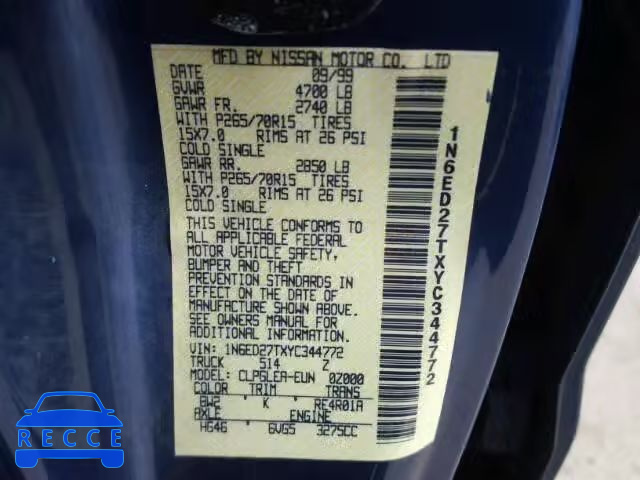 MFD BY NISSAN MOTOR CO. LTD
DATE 09/99
GVWR 4700 LB
GAWR FR. 2740 LB
WITH P265/70R15 TIRES
15X7.0 RIMS AT 26 PSI
COLD SINGLE
GAWR RR. 2850 LB
WITH P265/70R15 TIRES
15X7.0 RIMS AT 26 PSI
COLD SINGLE
THIS VEHICLE CONFORMS TO
ALL APPLICABLE FEDERAL
MOTOR VEHICLE SAFETY,
BUMPER AND THEFT
PREVENTION STANDARDS IN
EFFECT ON THE DATE OF
MANUFACTURE SHOWN ABOVE.
SEE OWNERS MANUAL FOR
ADDITIONAL INFORMATION.
VIN: 1N6ED27TXYC344772
TRUCK 514 Z
MODEL: CLPGLEA-EUN 0Z000
COLOR TRIM TRANS
BW2 K RE4R01A
AXLE ENGINE
HG46 6VG5 3275CC
1N6ED27TXYC344772
RECCE